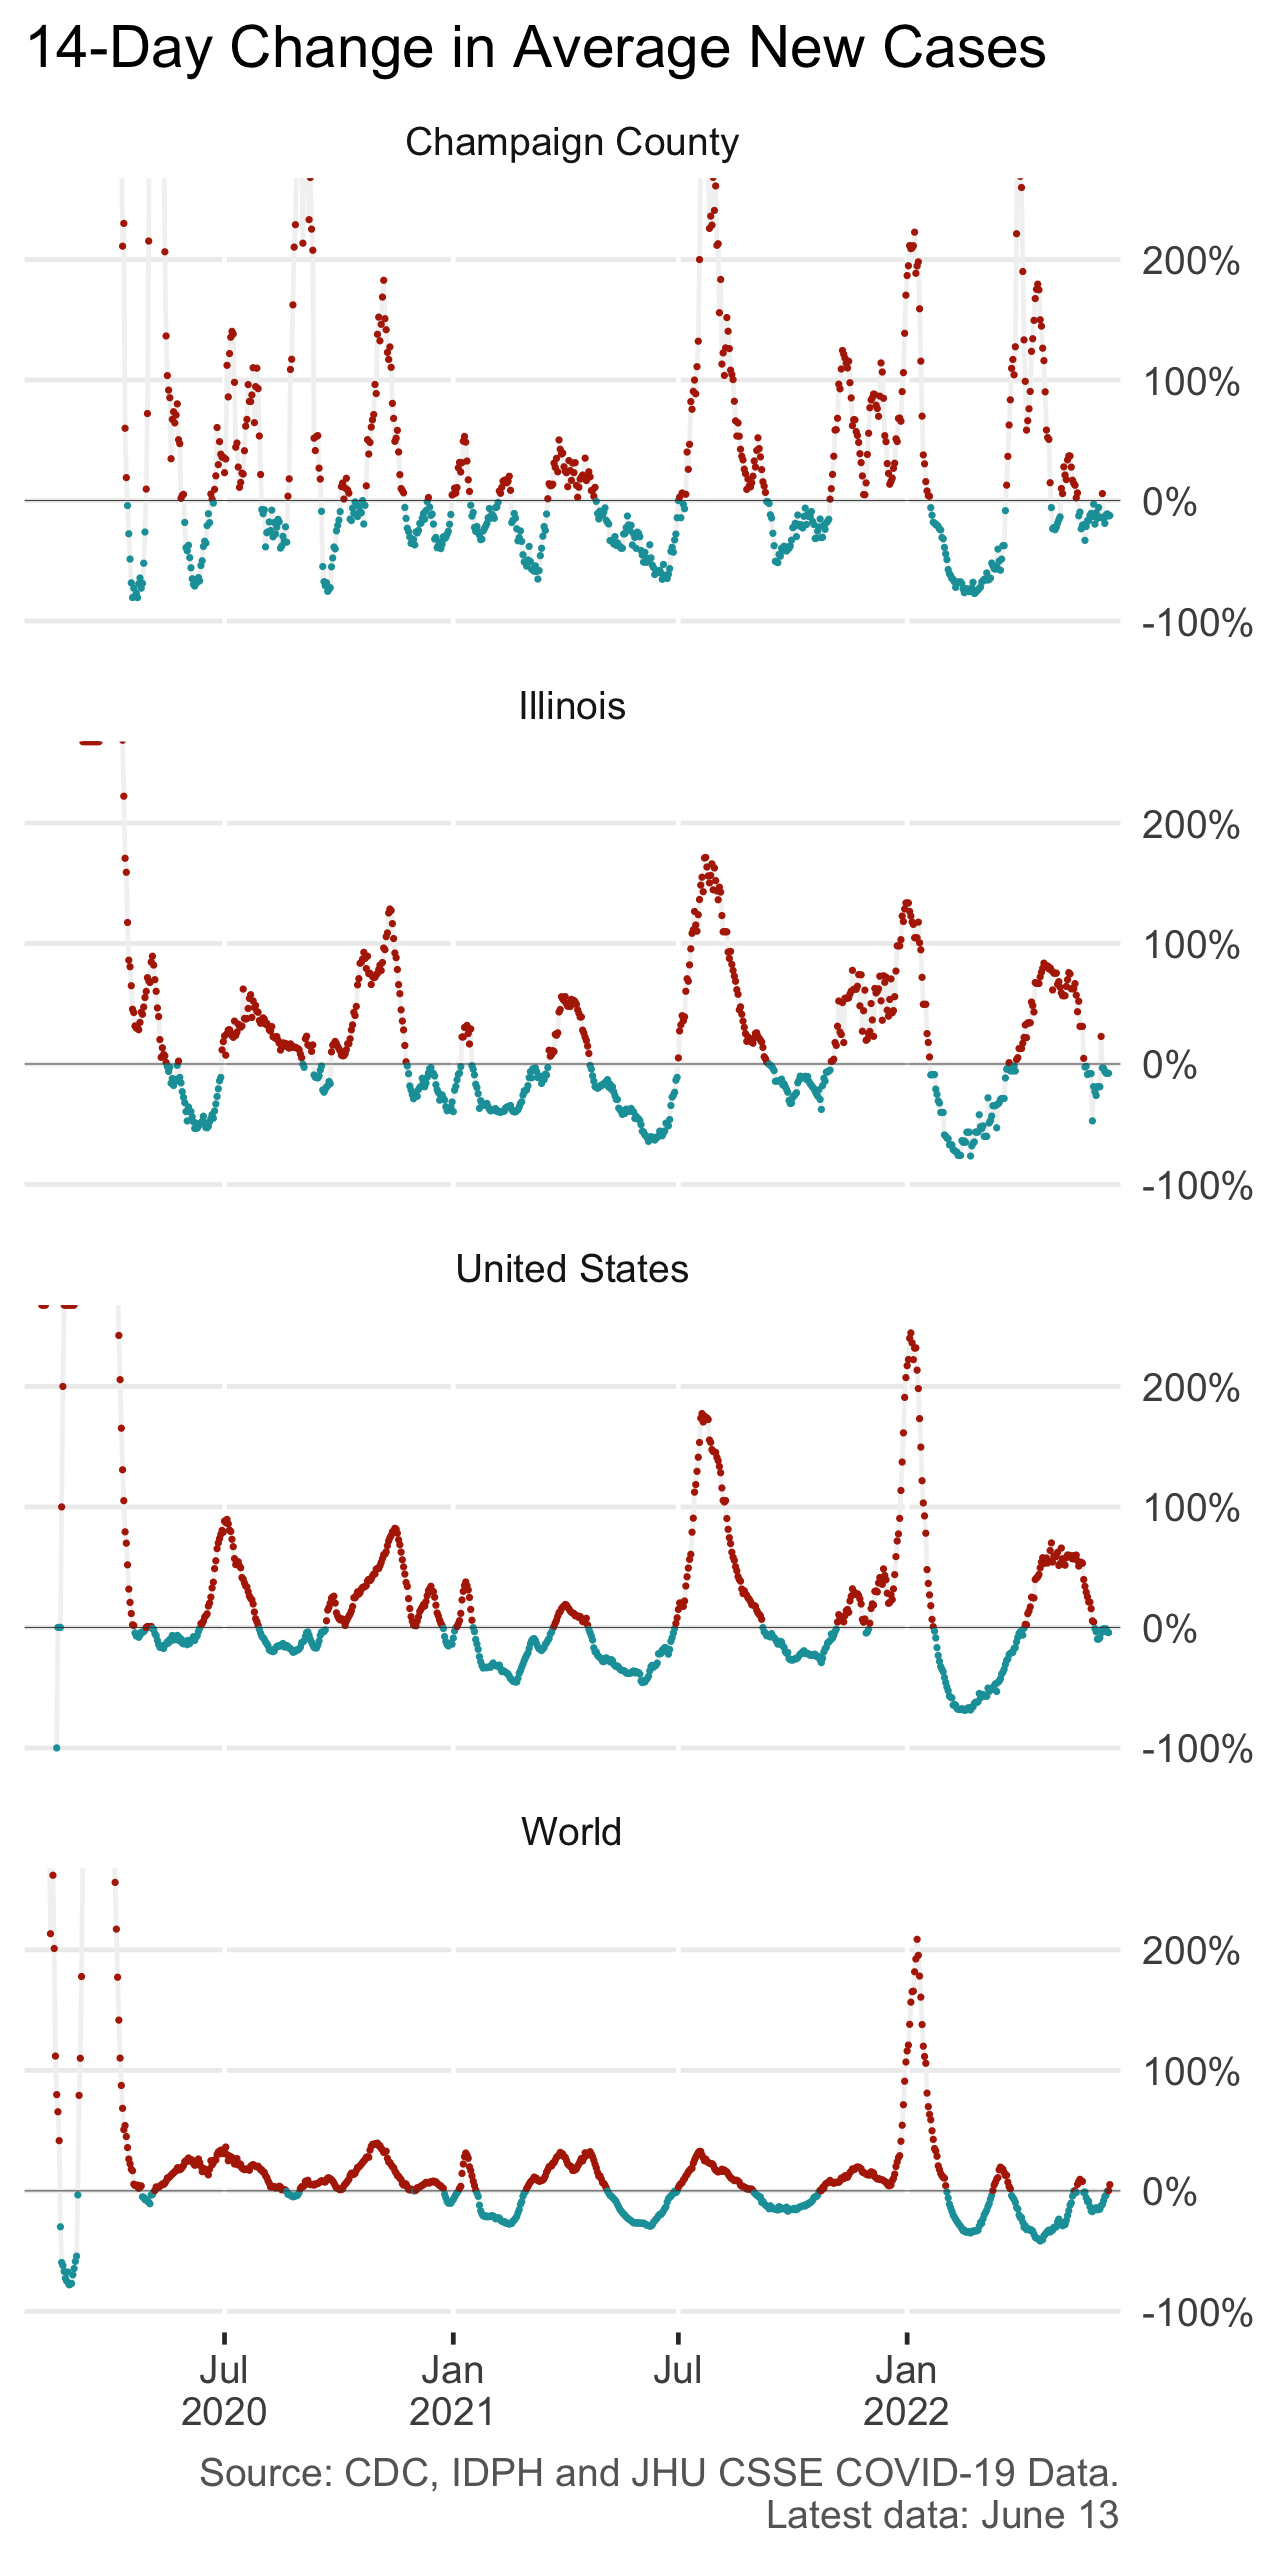 14-Day Change in Average New Cases
Champaign County
200%
100%
0%
-100%
Illinois
200%
100%
0%
-100%
United States
200%
100%
0%
-100%
World
200%
100%
0%
-100%
Jul Jan Jul Jan
2020 2021 2022
Source: CDC, IDPH and JHU CSSE COVID-19 Data.
Latest data: June 13